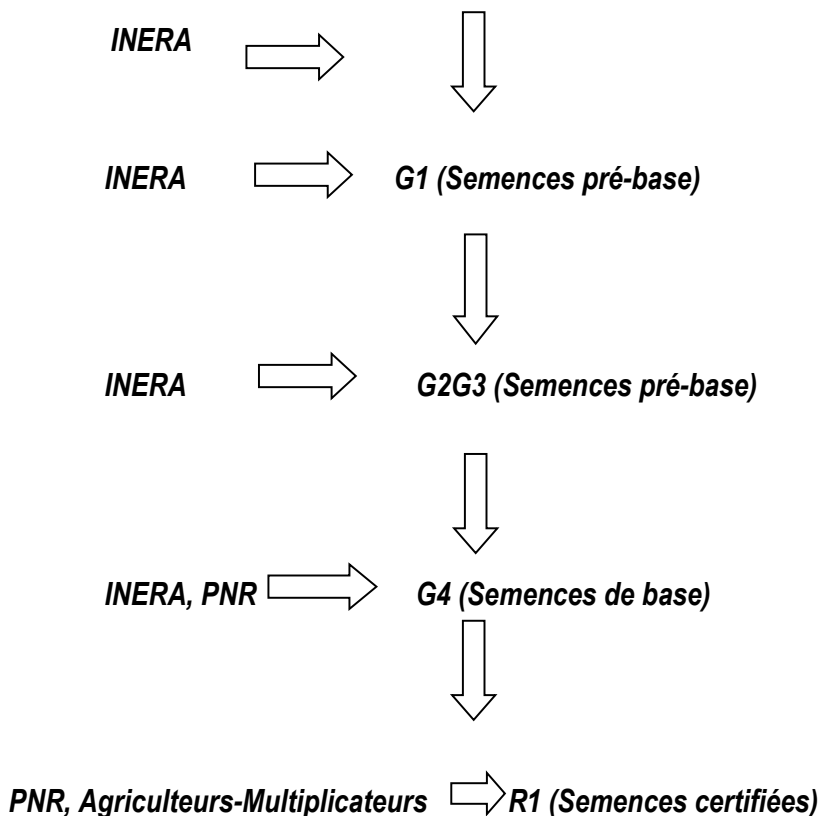 INERA
INERA G1 (Semences pré-base)
INERA G2G3 (Semences pré-base)
INERA, PNR G4 (Semences de base)
PNR, Agriculteurs-Multiplicateurs R1 (Semences certifiées)